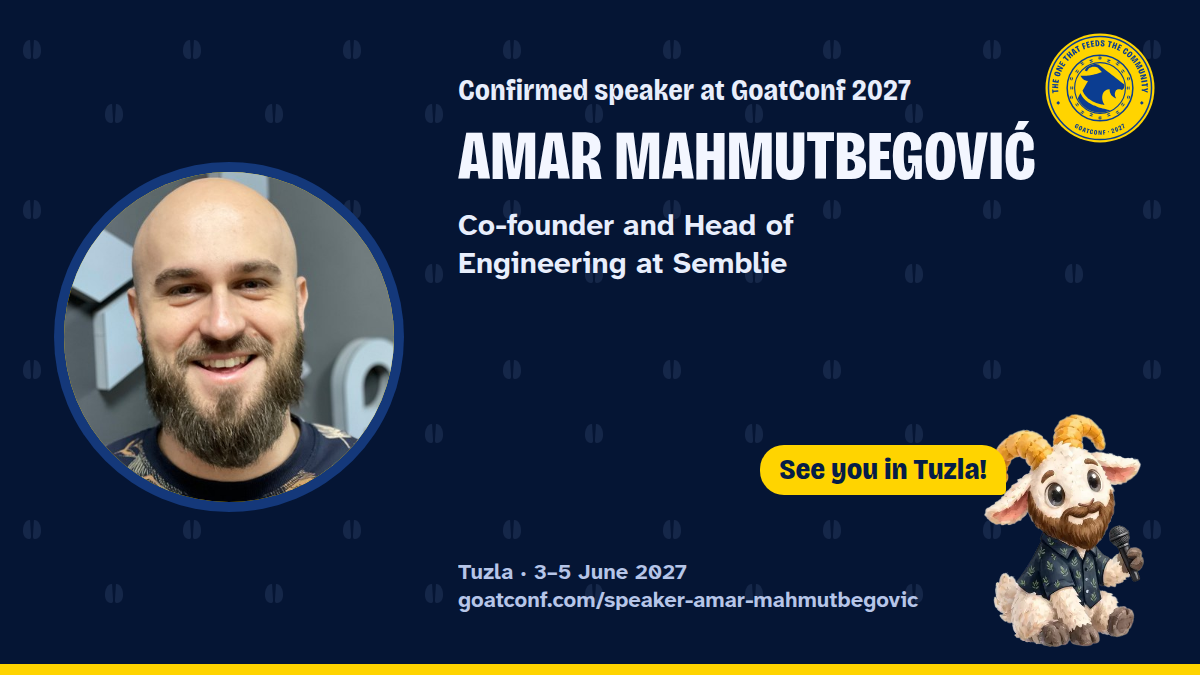 Confirmed speaker at GoatConf 2027
THE ONE THAT FEEDS THE COMMUNITY
GOATCONF · 2027
AMAR MAHMUTBEGOVIĆ
Co-founder and Head of
Engineering at Semblie
See you in Tuzla!
Tuzla · 3–5 June 2027
goatconf.com/speaker-amar-mahmutbegovic